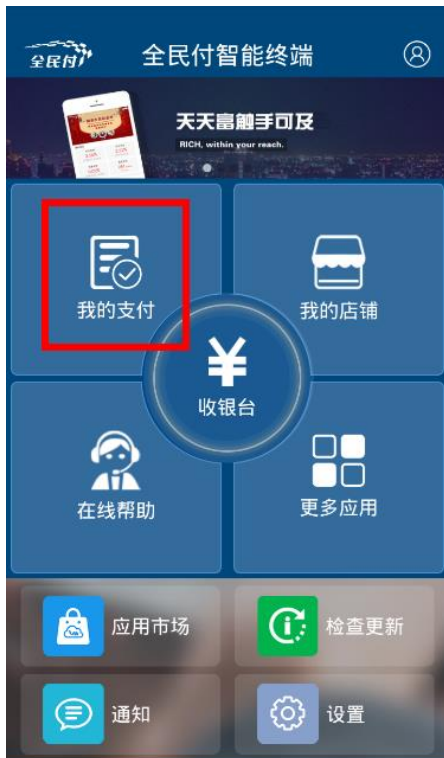 全民付
全民付智能终端
天天富触手可及
RICH, within your reach.
我的支付
我的店铺
¥
收银台
在线帮助
更多应用
应用市场
检查更新
通知
设置